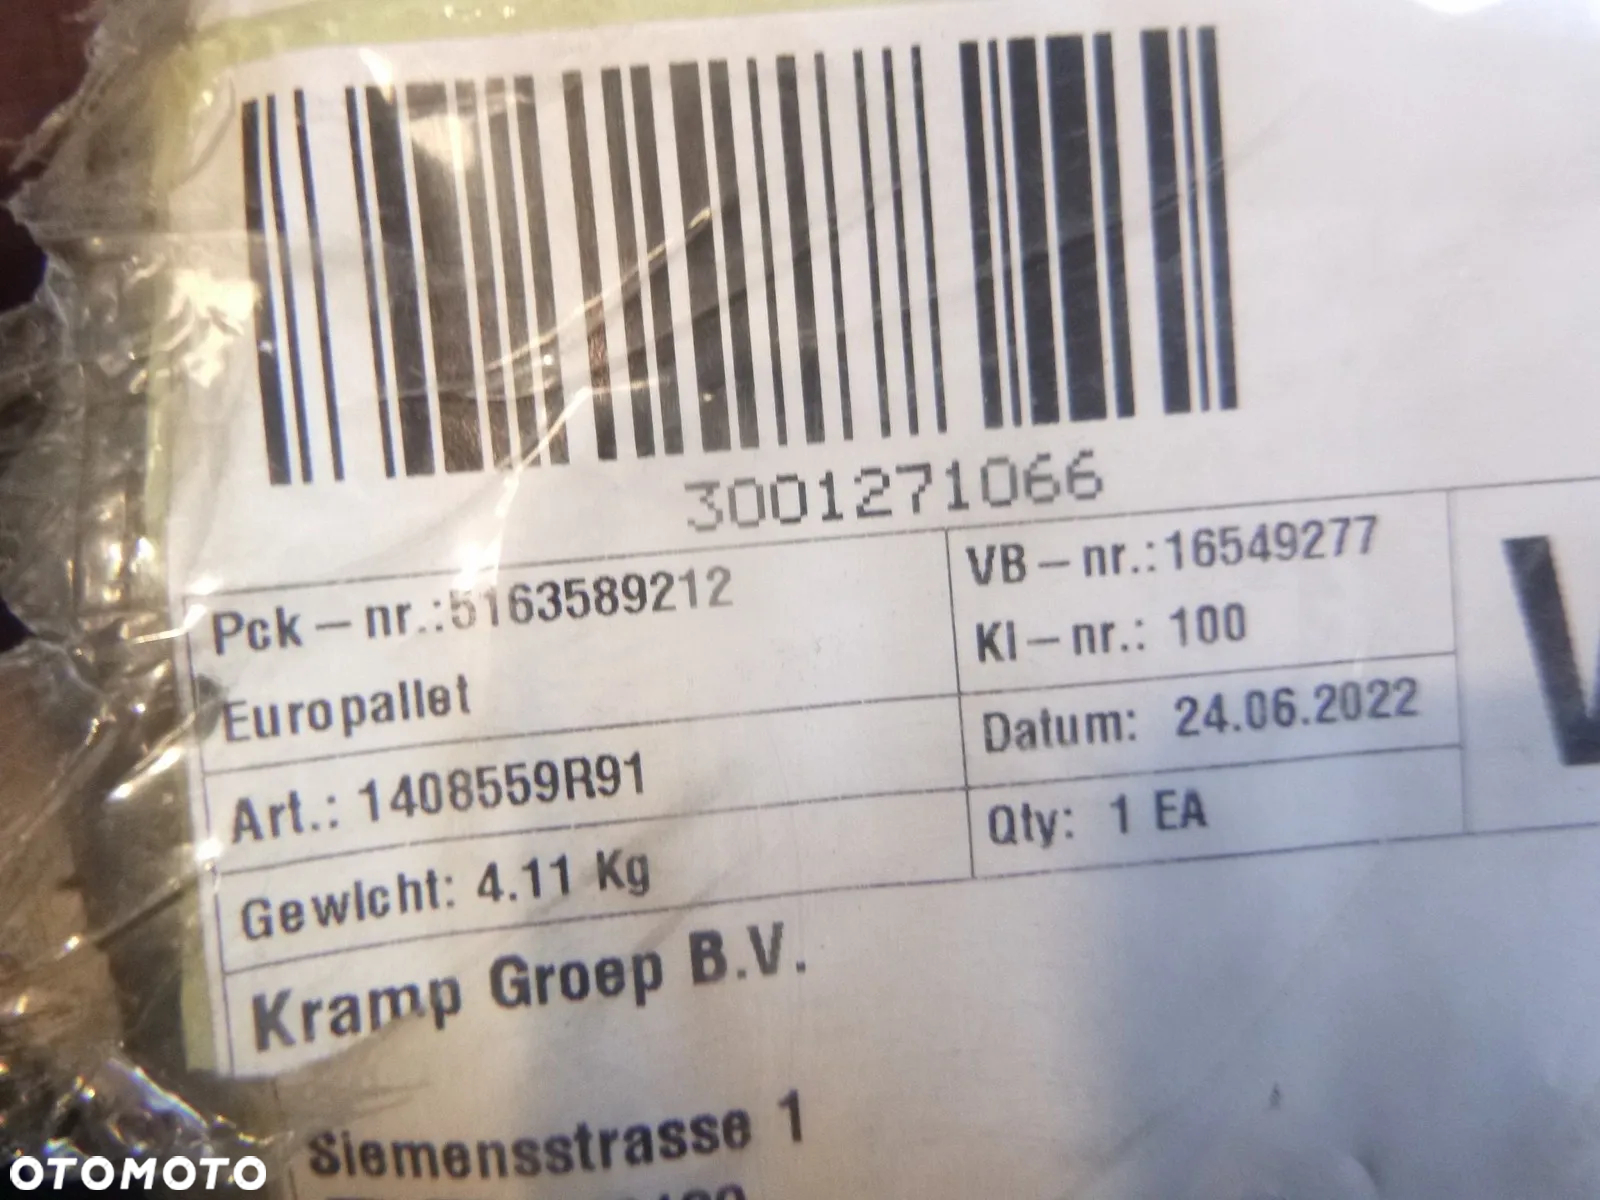 3001271066
Pck-nr.:5163589212
VB-nr.:16549277
Kl-nr.: 100
Europallet
Datum: 24.06.2022
Art.: 1408559R91
Qty: 1 EA
Gewicht: 4.11 Kg
Kramp Groep B.V.
Siemensstrasse 1
OTOMOTO